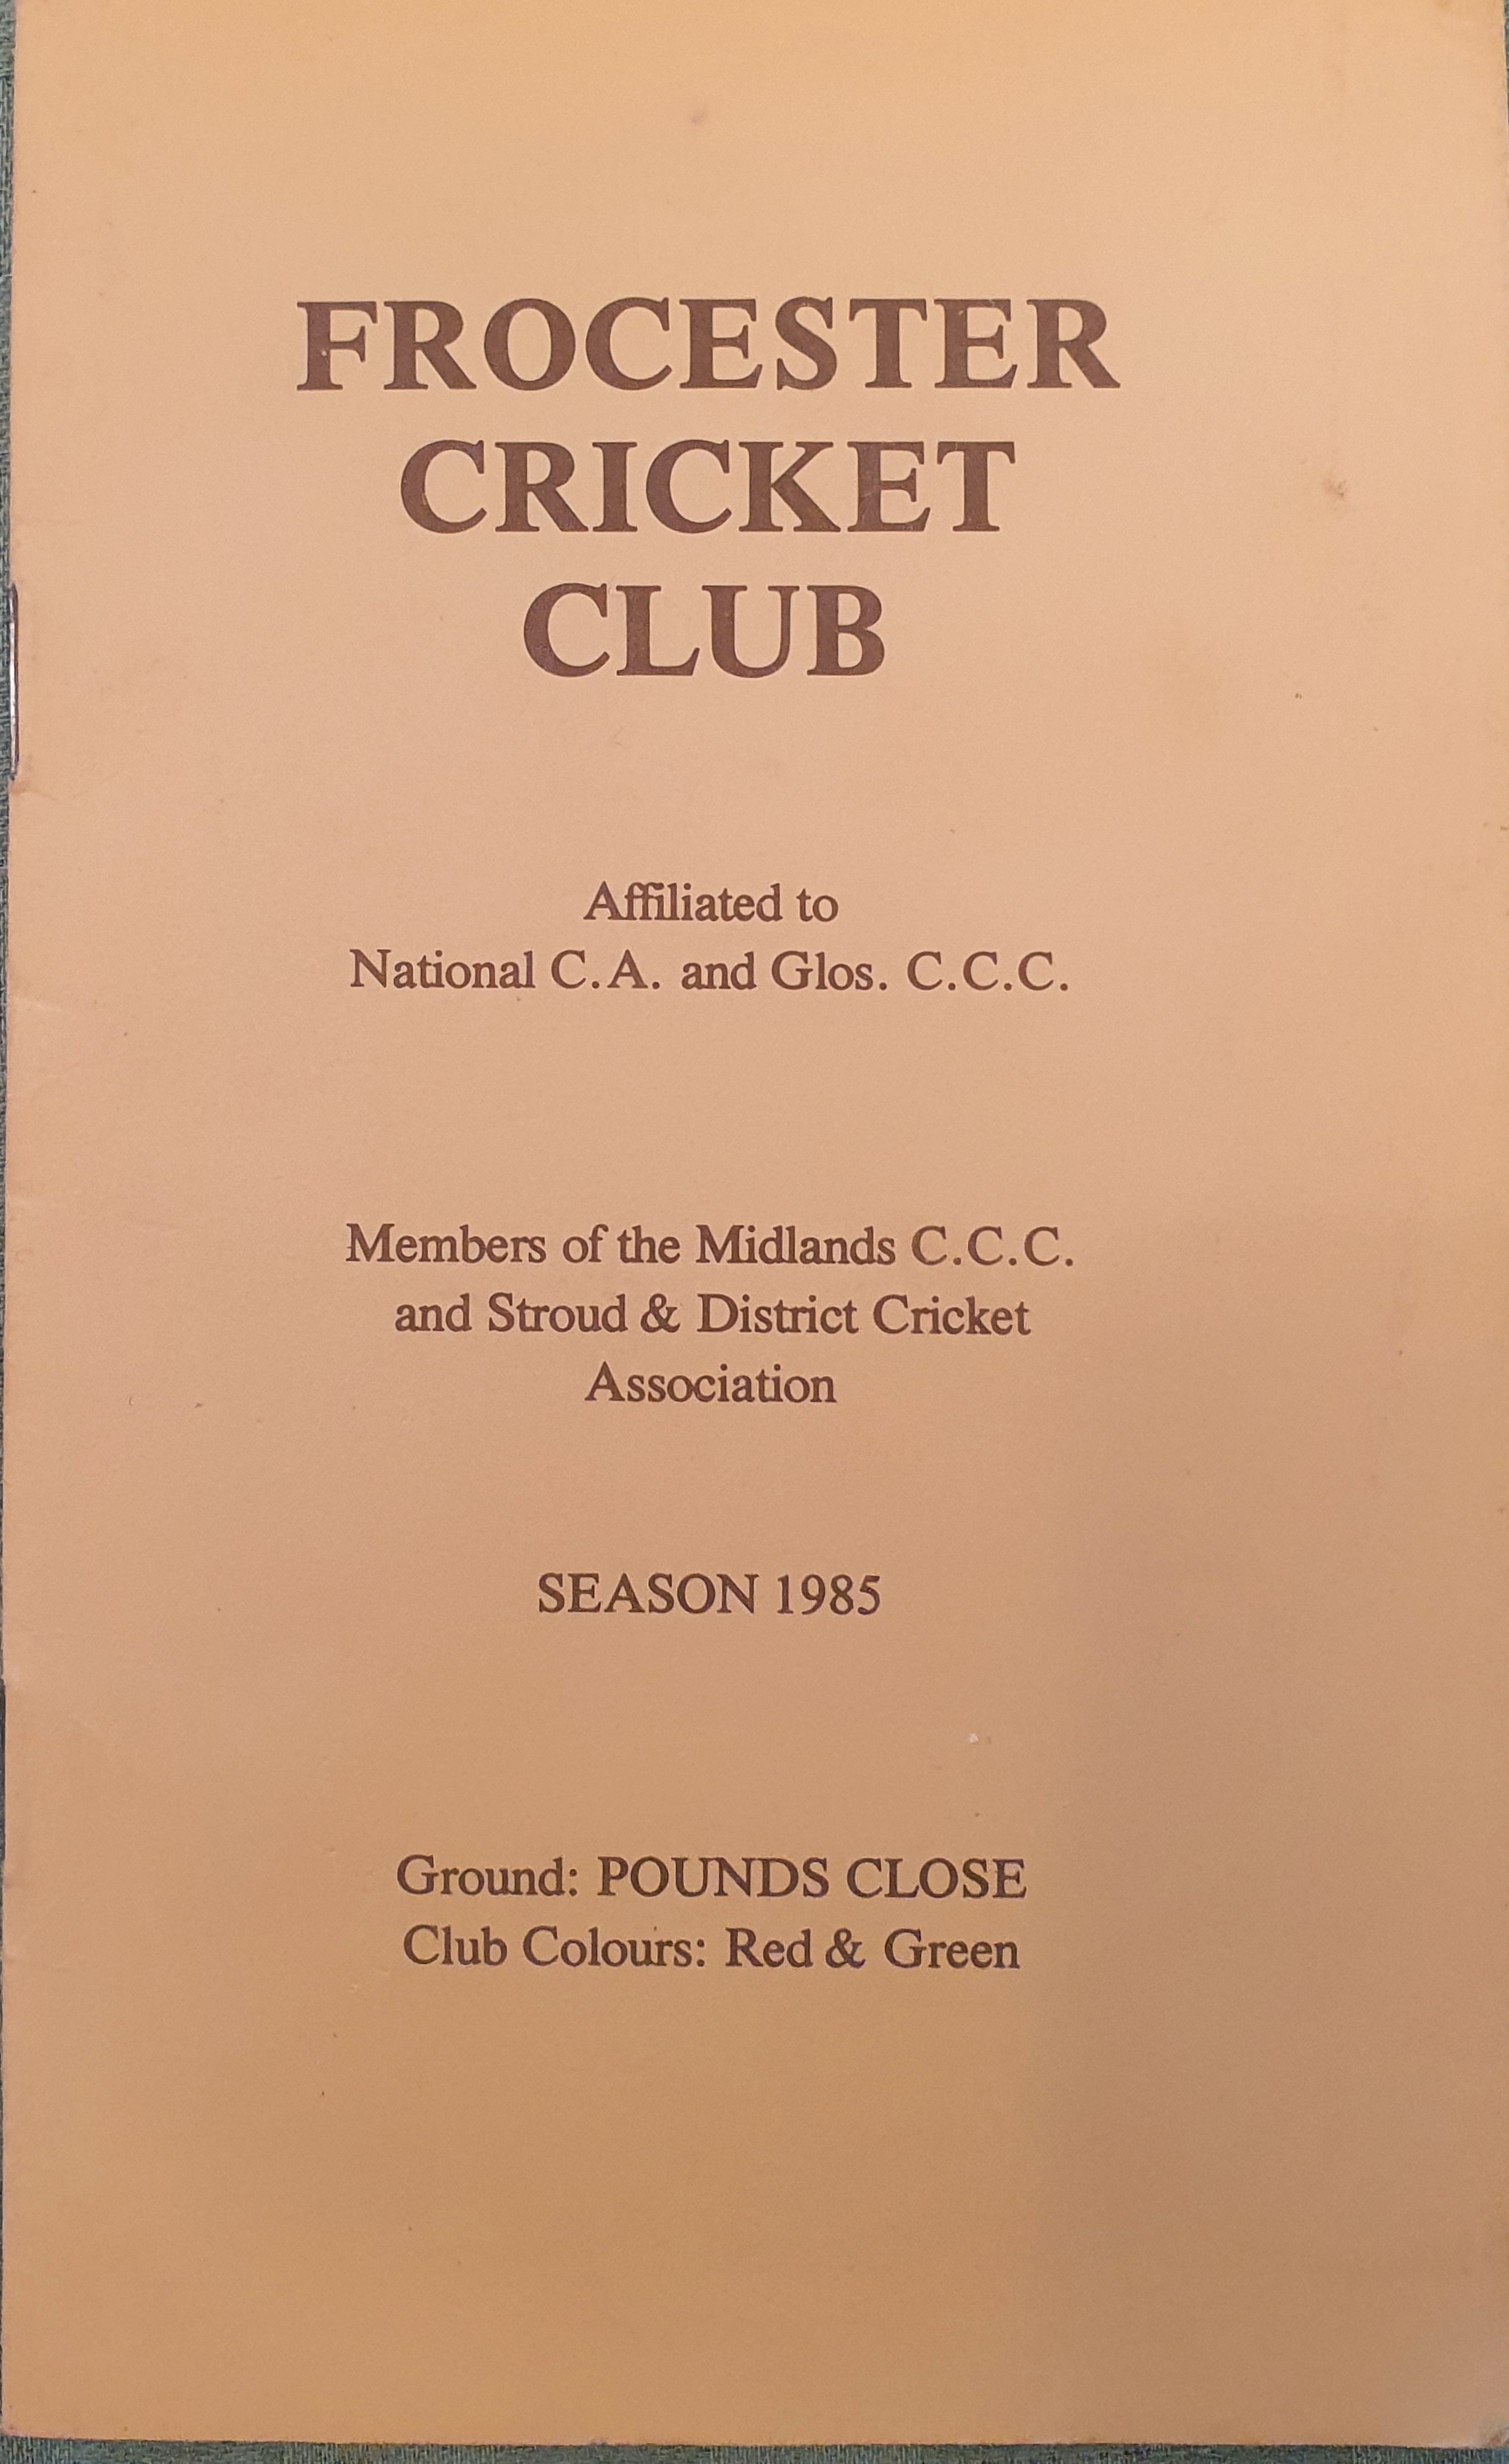 FROCESTER
CRICKET
CLUB
Affiliated to
National C.A. and Glos. C.C.C.
Members of the Midlands C.C.C.
and Stroud & District Cricket
Association
SEASON 1985
Ground: POUNDS CLOSE
Club Colours: Red & Green